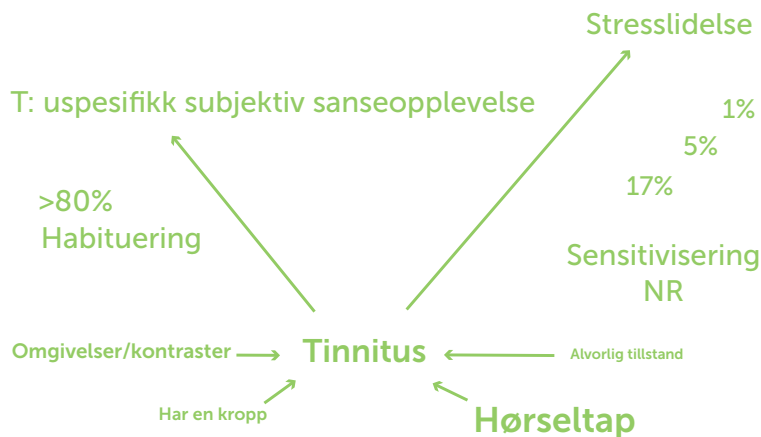 Stresslidelse
T: uspesifikk subjektiv sanseopplevelse
1%
5%
17%
>80%
Habituering
Sensitivisering
NR
Omgivelser/kontraster
Tinnitus
Alvorlig tillstand
Har en kropp
Hørseltap